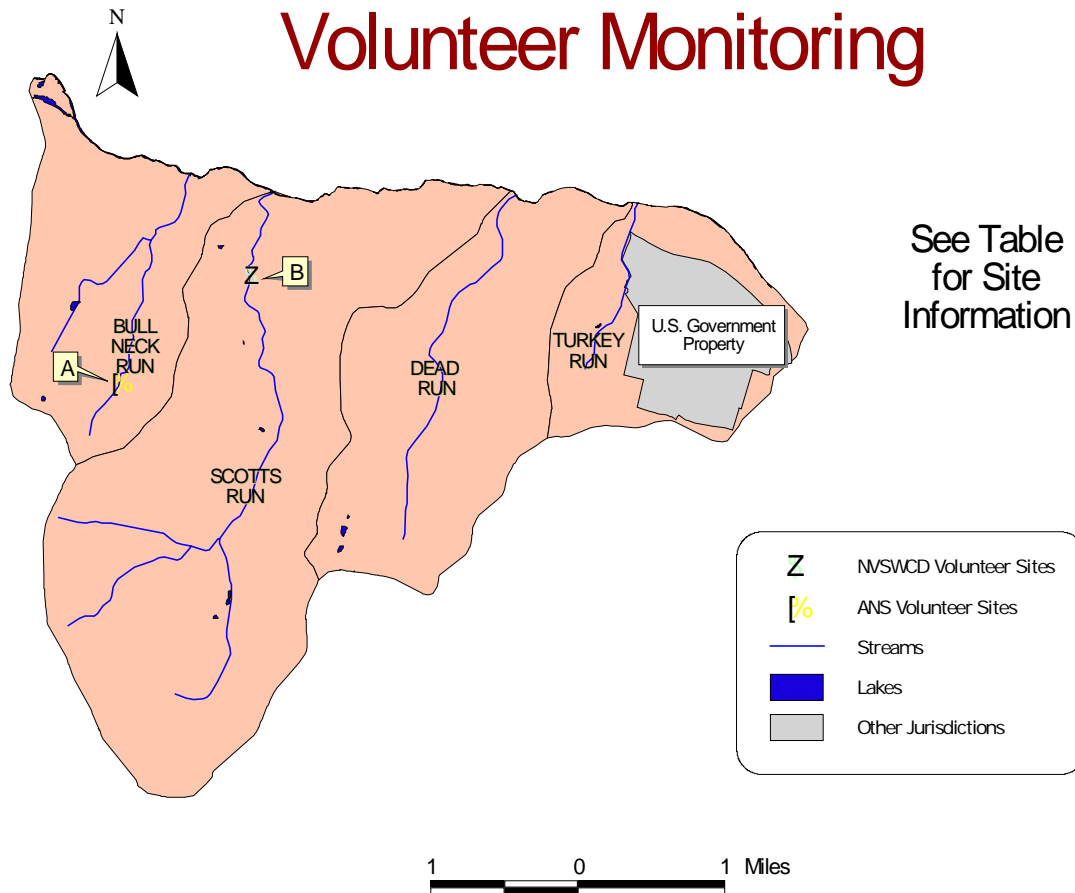 Volunteer Monitoring
N
See Table
for Site
Information
Z
B
BULL
NECK
RUN
A
[%
U.S. Government
Property
TURKEY
RUN
DEAD
RUN
SCOTTS
RUN
Z NVSWCD Volunteer Sites
[% ANS Volunteer Sites
Streams
Lakes
Other Jurisdictions
1 0 1 Miles